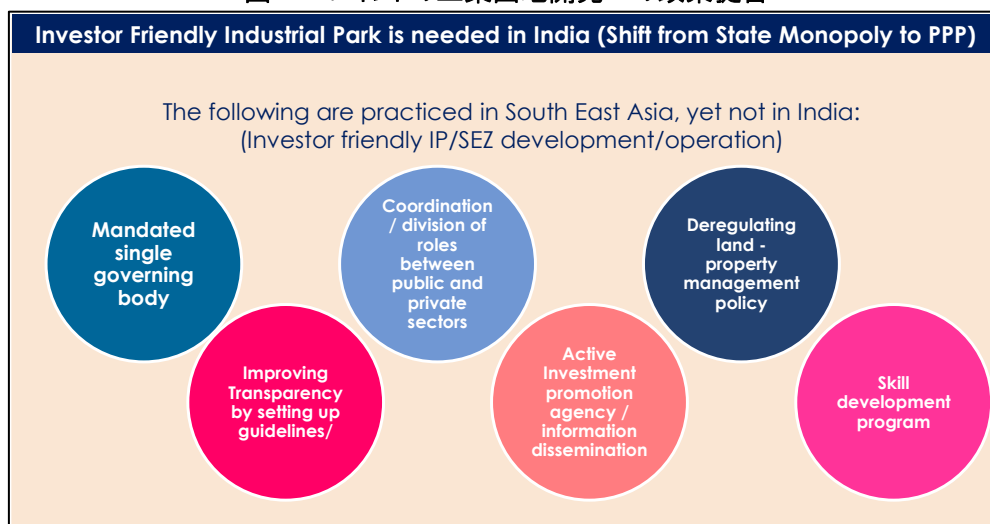 Investor Friendly Industrial Park is needed in India (Shift from State Monopoly to PPP)
The following are practiced in South East Asia, yet not in India:
(Investor friendly IP/SEZ development/operation)
Mandated
single
governing
body
Improving
Transparency
by setting up
guidelines/
Coordination
/ division of
roles
between
public and
private
sectors
Active
Investment
promotion
agency /
information
dissemination
Deregulating
land -
property
management
policy
Skill
development
program